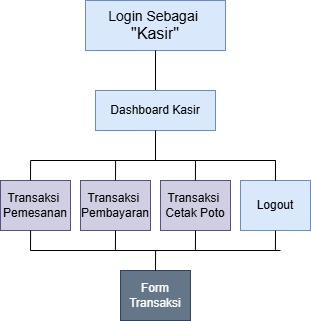 Login Sebagai
"Kasir"
Dashboard Kasir
Transaksi
Pemesanan
Transaksi
Pembayaran
Transaksi
Cetak Poto
Logout
Form
Transaksi